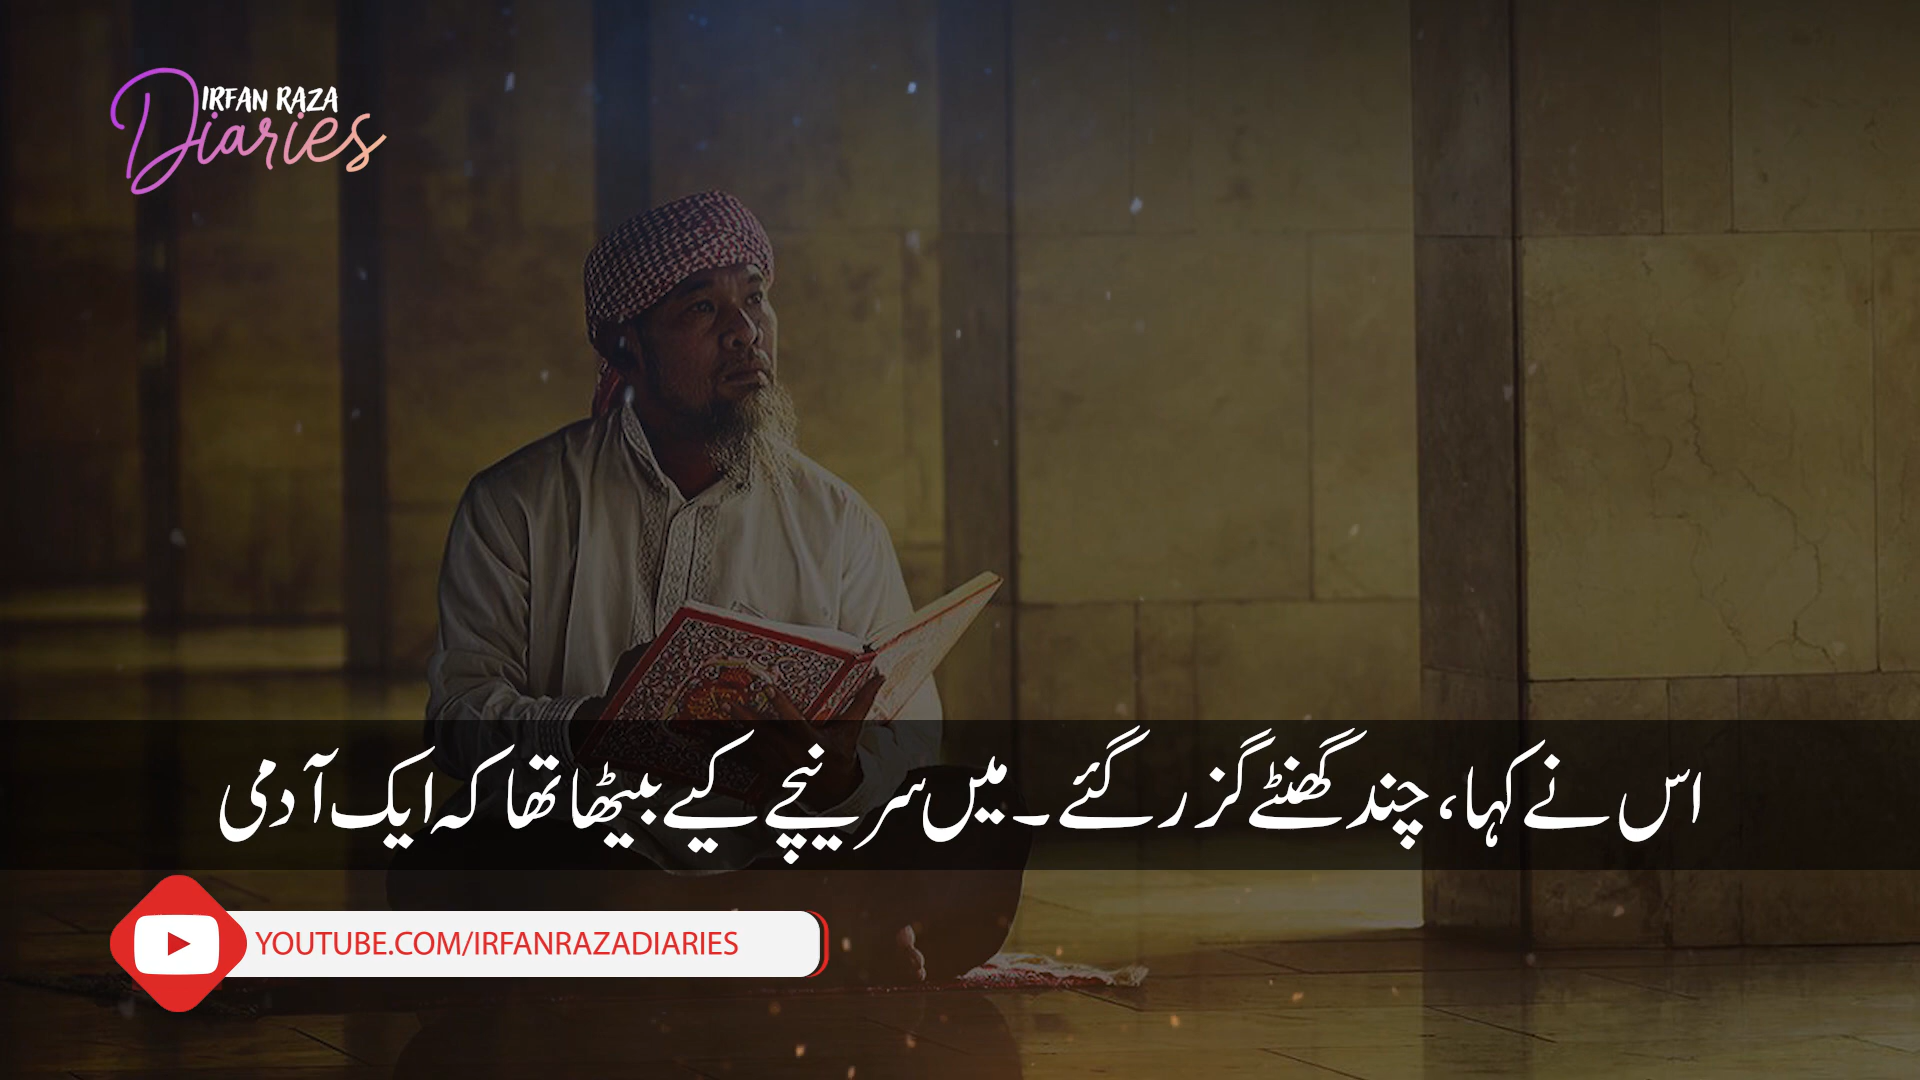 IRFAN RAZA
Diaries
اس نے کہا، چند گھنٹے گزر گئے۔ میں سر نیچے کیے بیٹھا تھا کہ ایک آدمی
YOUTUBE.COM/IRFANRAZADIARIES